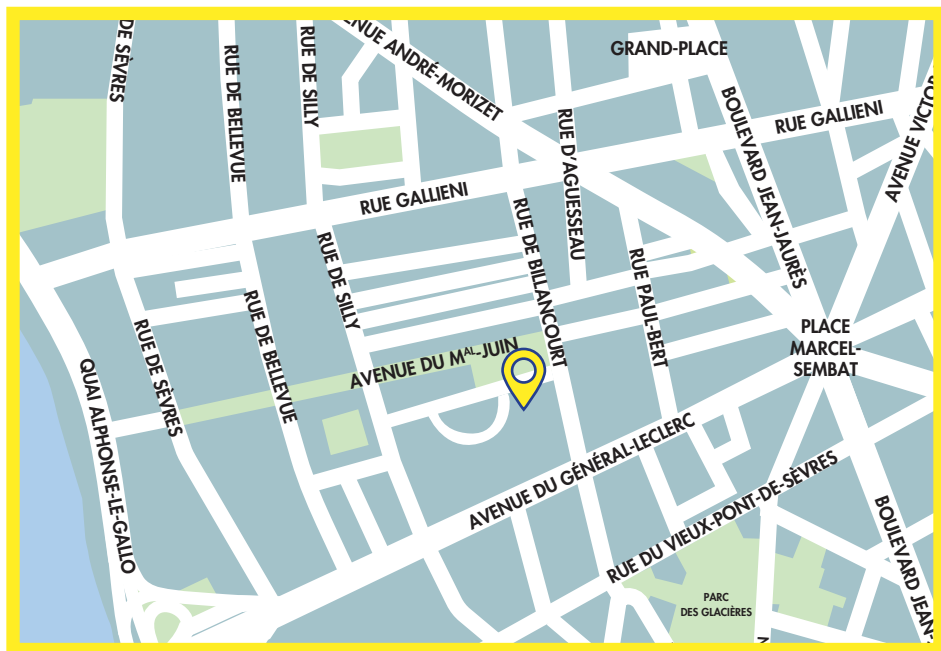 DE SÈVRES
RUE DE BELLEVUE
RUE DE SILLY
ENUE ANDRÉ-MORIZET
GRAND-PLACE
RUE D'AGUESSEAU
BOULEVARD JEAN-JAURÈS
RUE GALLIENI
AVENUE VICTOR
RUE GALLIENI
RUE DE SILLY
RUE DE BILLANCOURT
RUE PAUL-BERT
RUE DE BELLEVUE
RUE DE SÈVRES
QUAI ALPHONSE-LE-GALLO
AVENUE DU MAL-JUIN
PLACE
MARCEL-
SEMBAT
AVENUE DU GÉNÉRAL-LECLERC
RUE DU VIEUX-PONT-DE-SÈVRES
BOULEVARD JEAN-
PARC
DES GLACIÈRES